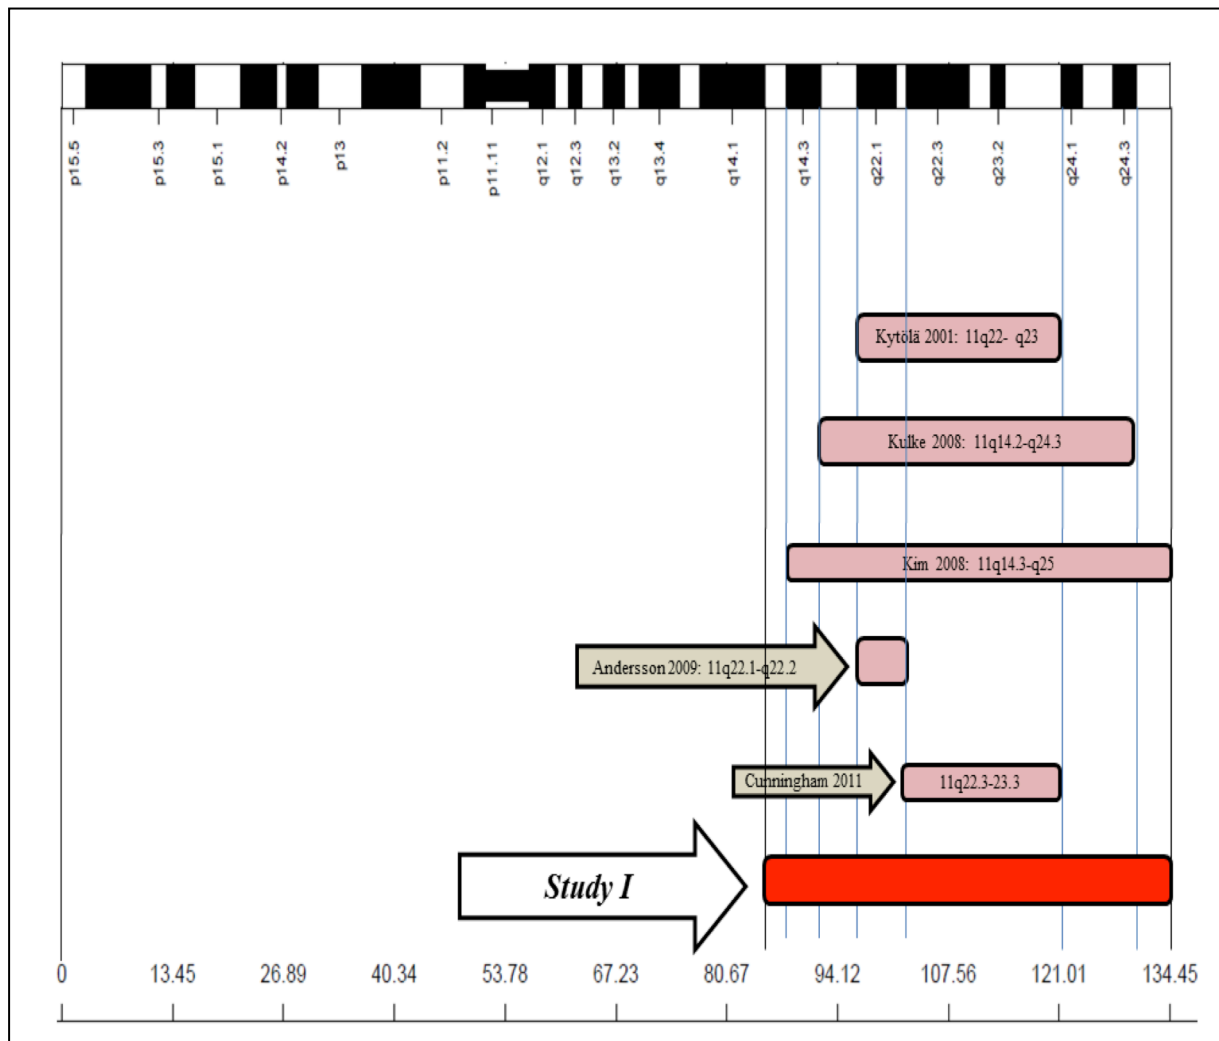 p15.5 p15.3 p15.1 p14.2 p13 p11.2 p11.11 q12.1 q12.3 q13.2 q13.4 q14.1 q14.3 q22.1 q22.3 q23.2 q24.1 q24.3
Kytölä 2001: 11q22- q23
Kulke 2008: 11q14.2-q24.3
Kim 2008: 11q14.3-q25
Andersson 2009: 11q22.1-q22.2
Cunningham 2011 11q22.3-23.3
Study I
0 13.45 26.89 40.34 53.78 67.23 80.67 94.12 107.56 121.01 134.45